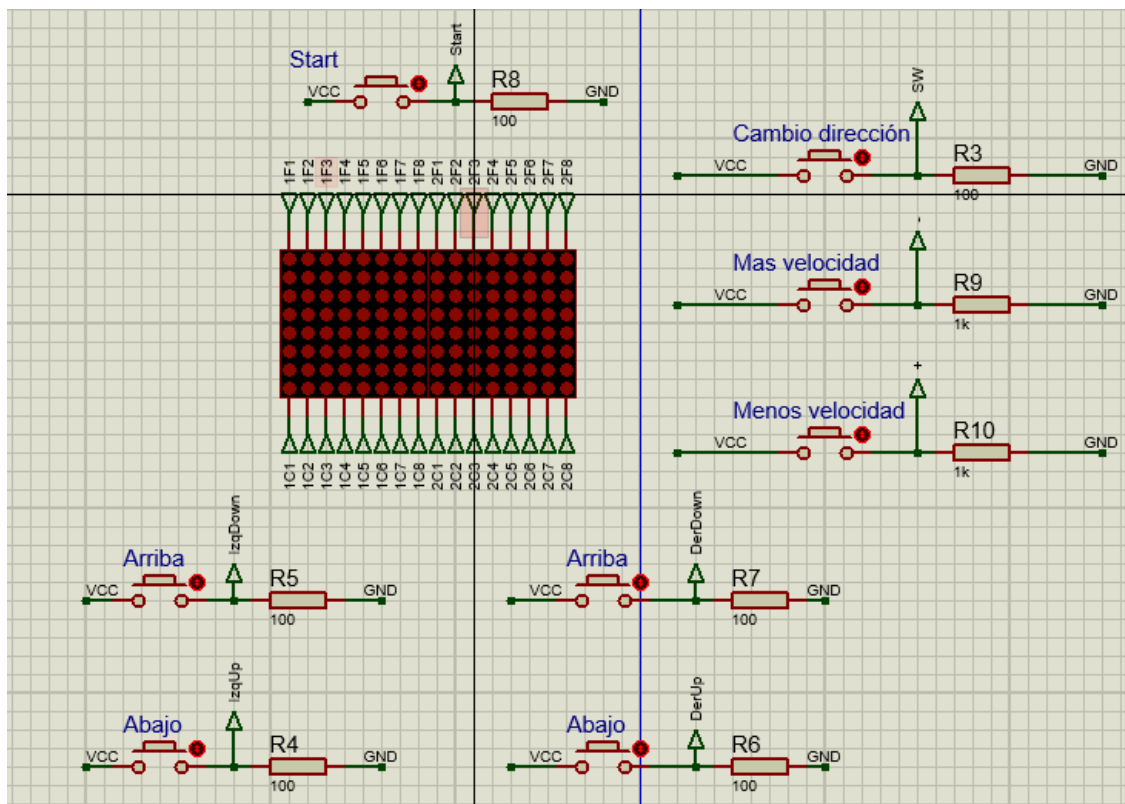 Start
Start
R8
VCC
GND
100
SW
Cambio dirección
R3
VCC
GND
100
1F1 1F2 1F3 1F4 1F5 1F6 1F7 1F8 2F1 2F2 2F3 2F4 2F5 2F6 2F7 2F8
-
Mas velocidad
R9
VCC
GND
1k
+
Menos velocidad
R10
VCC
GND
1k
1C1 1C2 1C3 1C4 1C5 1C6 1C7 1C8 2C1 2C2 2C3 2C4 2C5 2C6 2C7 2C8
IzqDown
Arriba
R5
VCC
GND
100
DerDown
Arriba
R7
VCC
GND
100
IzqUp
Abajo
R4
VCC
GND
100
DerUp
Abajo
R6
VCC
GND
100